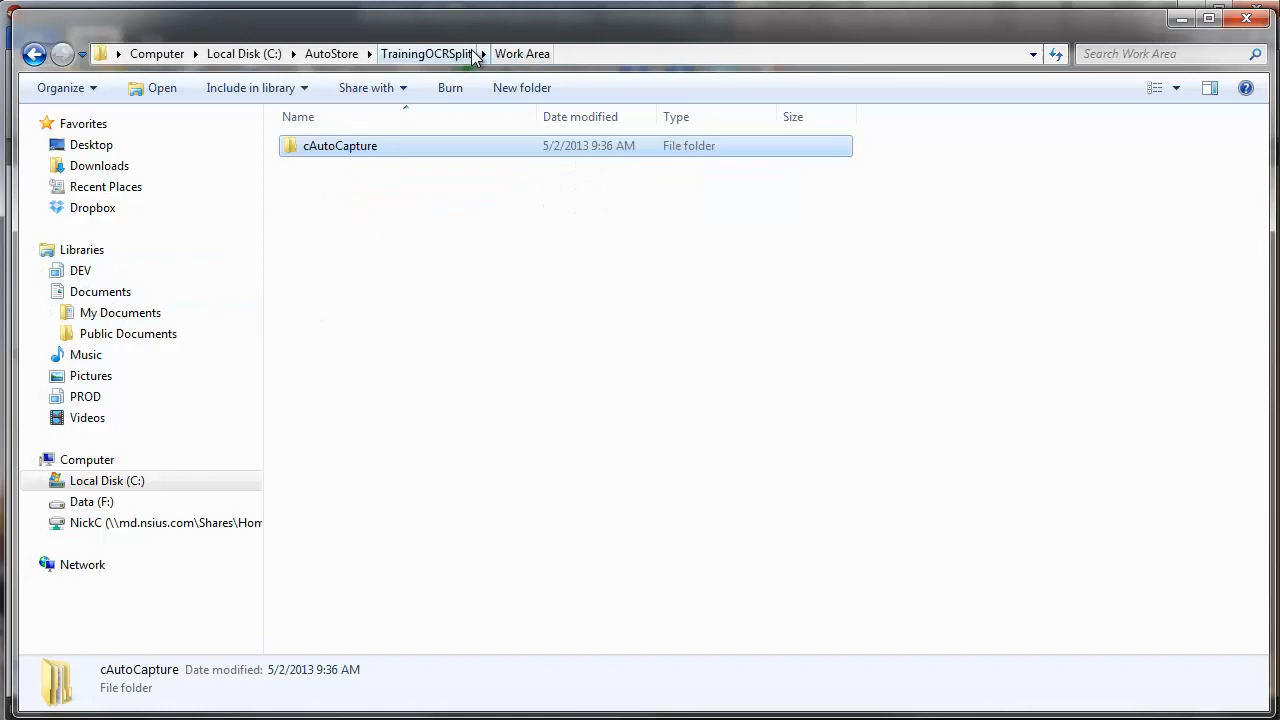 Computer Local Disk (C:) AutoStore TrainingOCRSplit Work Area Search Work Area
Organize Open Include in library Share with Burn New folder
Name Date modified Type Size
cAutoCapture 5/2/2013 9:36 AM File folder
Favorites
Desktop
Downloads
Recent Places
Dropbox
Libraries
DEV
Documents
My Documents
Public Documents
Music
Pictures
PROD
Videos
Computer
Local Disk (C:)
Data (F:)
NickC (\\md.nsius.com\Shares\Hom
Network
cAutoCapture Date modified: 5/2/2013 9:36 AM
File folder